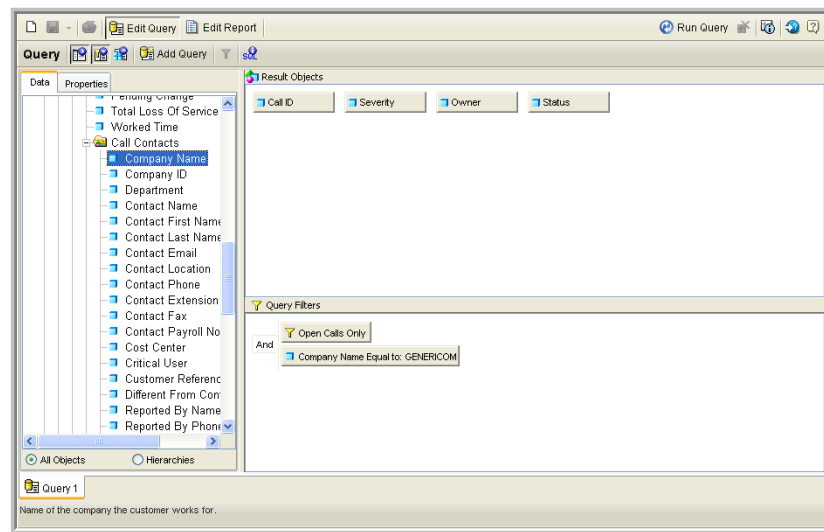 Edit Query Edit Report Run Query
Query Add Query SQL
Data Properties
Pending Change
Total Loss Of Service
Worked Time
Call Contacts
Company Name
Company ID
Department
Contact Name
Contact First Name
Contact Last Name
Contact Email
Contact Location
Contact Phone
Contact Extension
Contact Fax
Contact Payroll No
Cost Center
Critical User
Customer Referenc
Different From Con
Reported By Name
Reported By Phone
All Objects Hierarchies
Result Objects
Call ID Severity Owner Status
Query Filters
And
Open Calls Only
Company Name Equal to: GENERICOM
Query 1
Name of the company the customer works for.